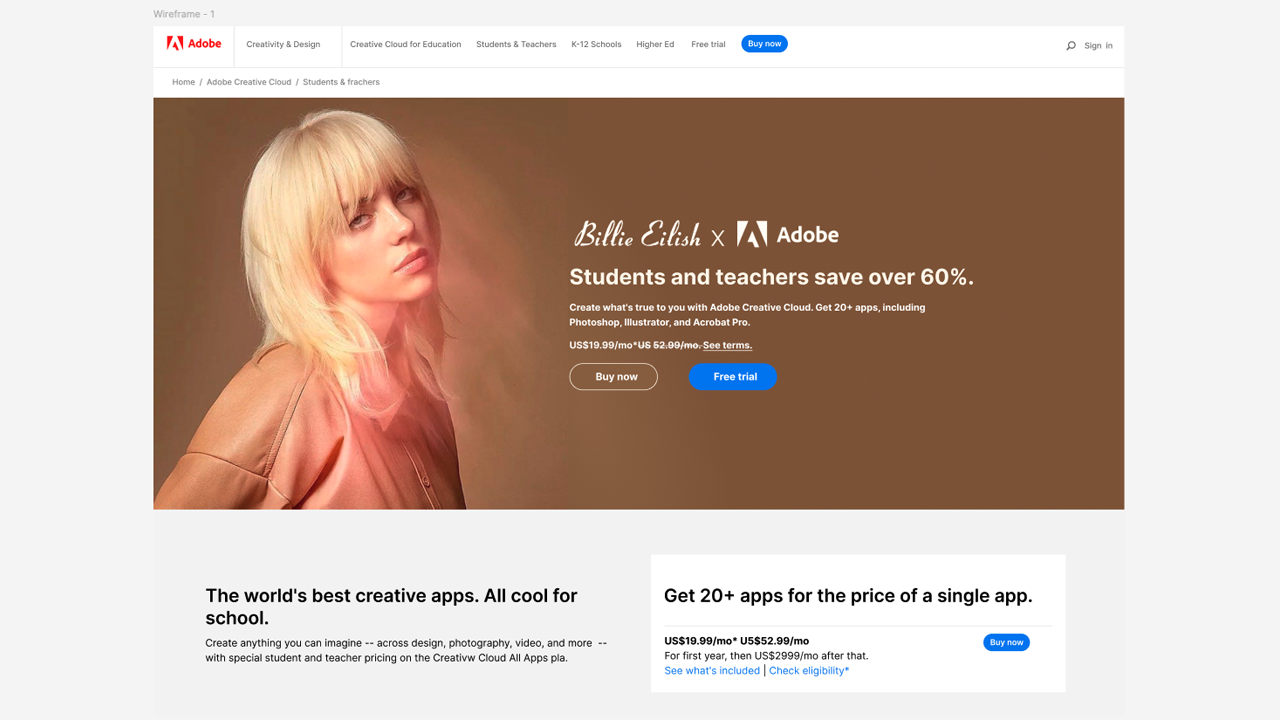 Wireframe - 1
Adobe
Creativity & Design
Creative Cloud for Education
Students & Teachers
K-12 Schools
Higher Ed
Free trial
Buy now
Sign in
Home / Adobe Creative Cloud / Students & frachers
Billie Eilish X Adobe
Students and teachers save over 60%.
Create what's true to you with Adobe Creative Cloud. Get 20+ apps, including
Photoshop, Illustrator, and Acrobat Pro.
US$19.99/mo*US 52.99/mo. See terms.
Buy now
Free trial
The world's best creative apps. All cool for
school.
Create anything you can imagine -- across design, photography, video, and more --
with special student and teacher pricing on the Creativw Cloud All Apps pla.
Get 20+ apps for the price of a single app.
US$19.99/mo* U5$52.99/mo
Buy now
For first year, then US$2999/mo after that.
See what's included | Check eligibility*